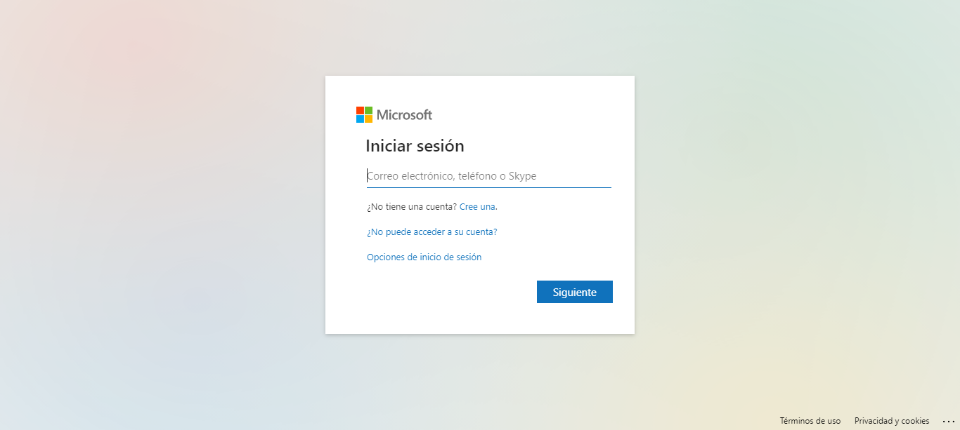 Microsoft
Iniciar sesión
Correo electrónico, teléfono o Skype
¿No tiene una cuenta? Cree una.
¿No puede acceder a su cuenta?
Opciones de inicio de sesión
Siguiente
Términos de uso Privacidad y cookies ...